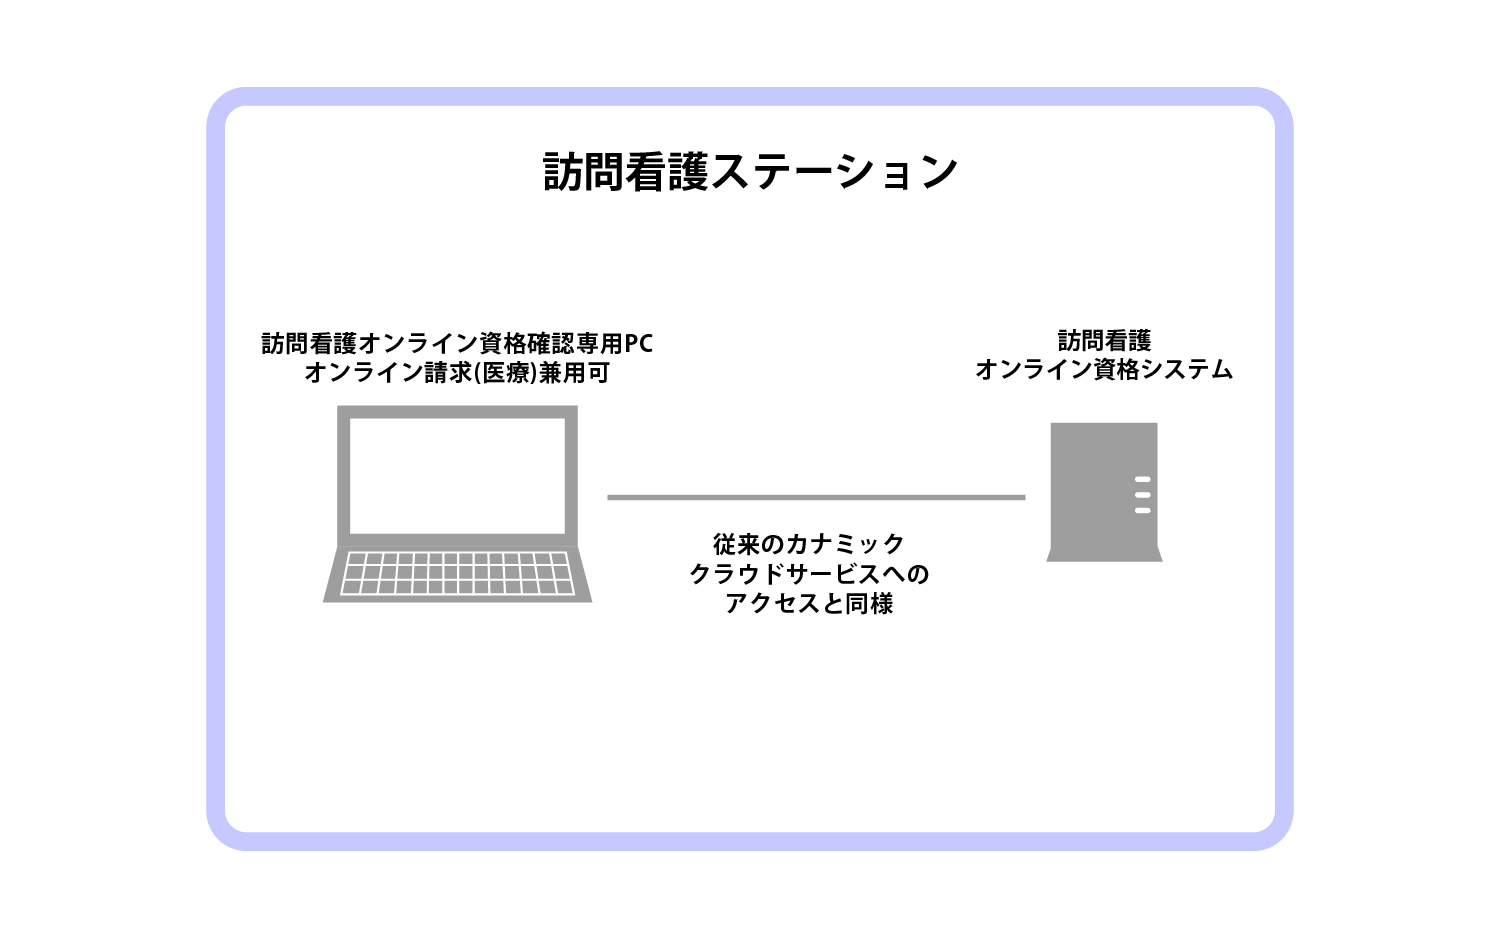 訪問看護ステーション
訪問看護オンライン資格確認専用PC
オンライン請求(医療)兼用可
訪問看護
オンライン資格システム
従来のカナミック
クラウドサービスへの
アクセスと同様